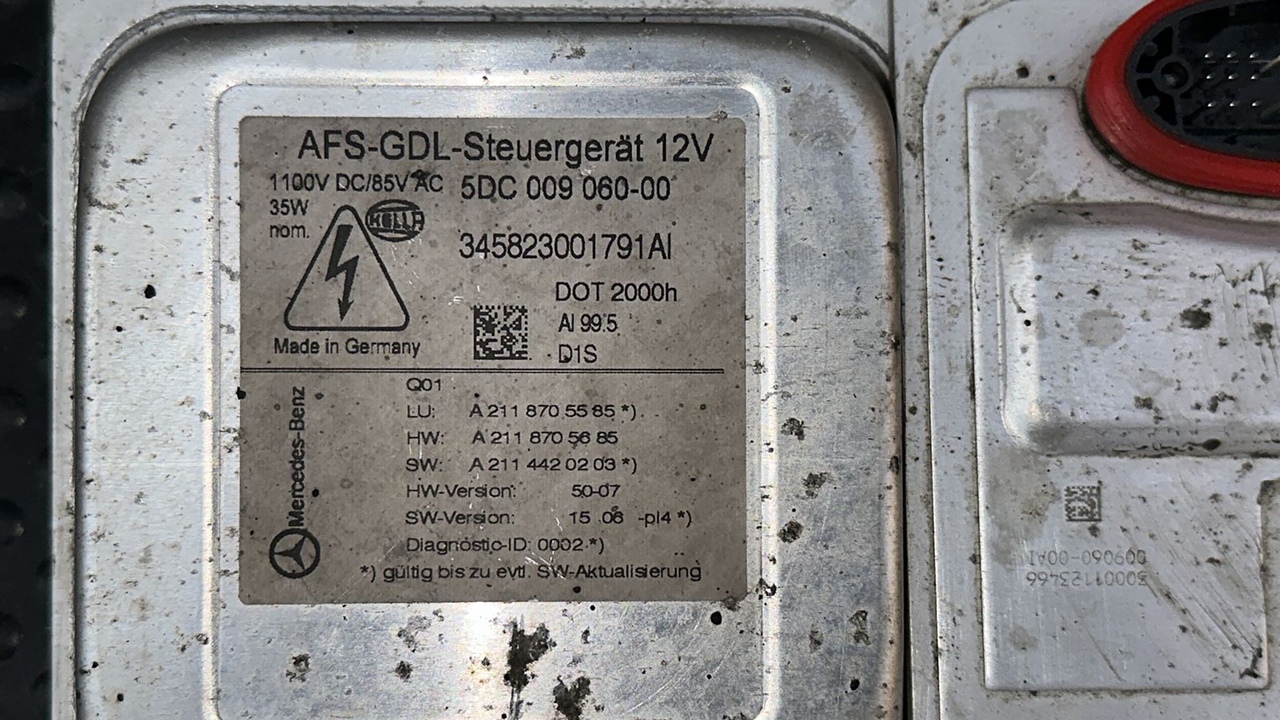 AFS-GDL-Steuergerät 12V
1100V DC/85V AC 5DC 009 060-00
35W
nom.
HELLA
345823001791AI
DOT 2000h
AI 99.5
D1S
Made in Germany
Mercedes-Benz
Q01
LU: A 211 870 55 85 *)
HW: A 211 870 56 85
SW: A 211 442 02 03 *)
HW-Version: 50-07
SW-Version: 15 06 -pl4 *)
Diagnostic-ID: 0002 *)
*) gültig bis zu evtl. SW-Aktualisierung
009060-00AI
30001123466